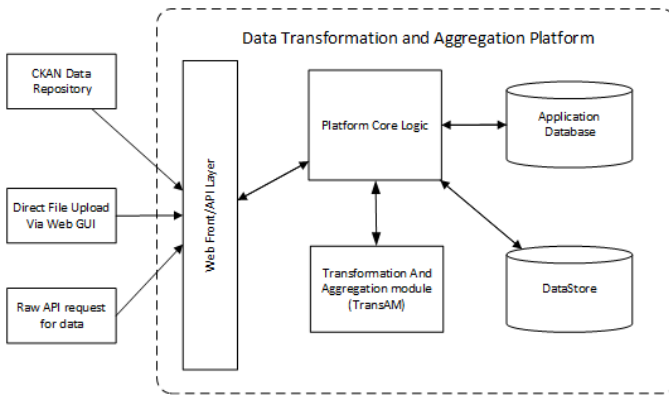 Data Transformation and Aggregation Platform
CKAN Data
Repository
Direct File Upload
Via Web GUI
Raw API request
for data
Web Front/API Layer
Platform Core Logic
Application
Database
Transformation And
Aggregation module
(TransAM)
DataStore